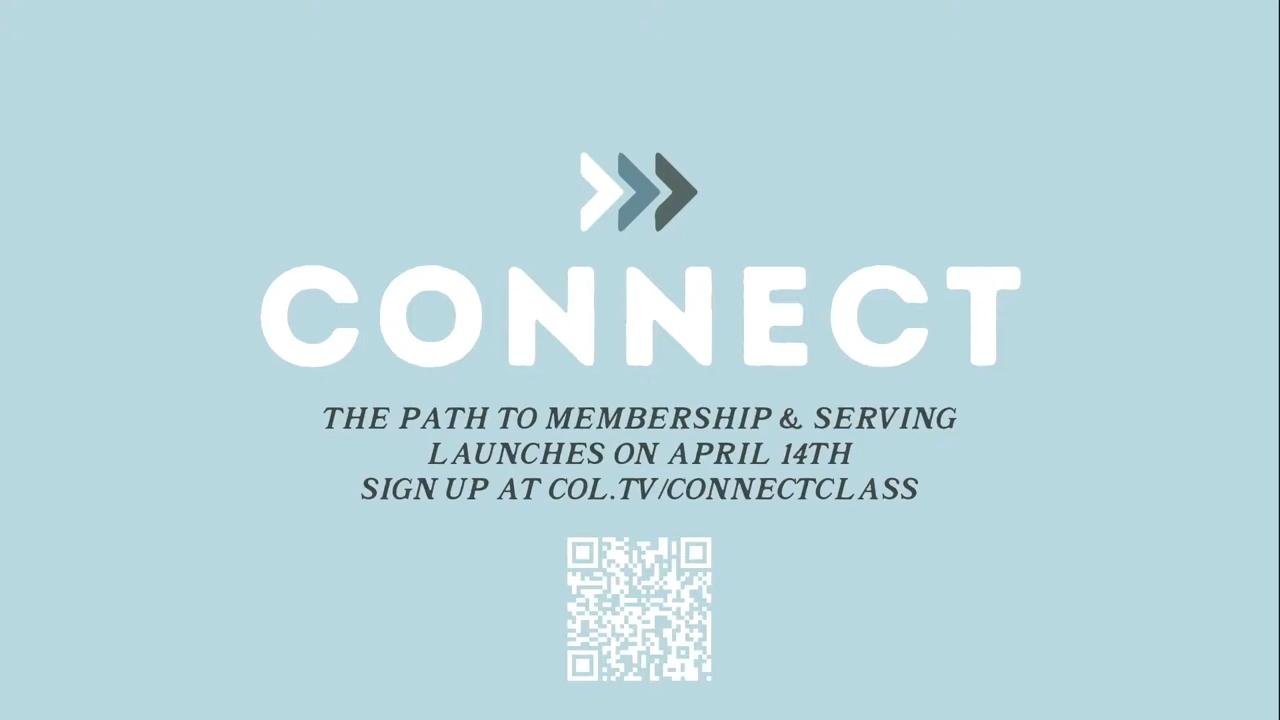 CONNECT
THE PATH TO MEMBERSHIP & SERVING
LAUNCHES ON APRIL 14TH
SIGN UP AT COL.TV/CONNECTCLASS